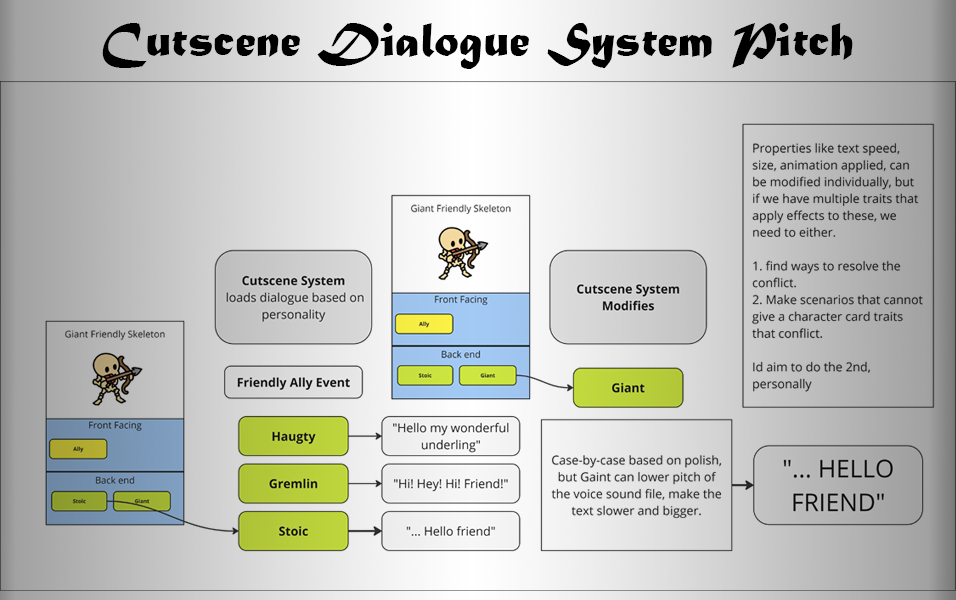 Cutscene Dialogue System Pitch
Giant Friendly Skeleton
Front Facing
Ally
Back end
Stoic
Giant
Cutscene System
loads dialogue based on
personality
Friendly Ally Event
Haugty
"Hello my wonderful
underling"
Gremlin
"Hi! Hey! Hi! Friend!"
Stoic
"... Hello friend"
Giant Friendly Skeleton
Front Facing
Ally
Back end
Stoic
Giant
Cutscene System
Modifies
Giant
Case-by-case based on polish,
but Gaint can lower pitch of
the voice sound file, make the
text slower and bigger.
"... HELLO
FRIEND"
Properties like text speed,
size, animation applied, can
be modified individually, but
if we have multiple traits that
apply effects to these, we
need to either.
1. find ways to resolve the
conflict.
2. Make scenarios that cannot
give a character card traits
that conflict.
Id aim to do the 2nd,
personally